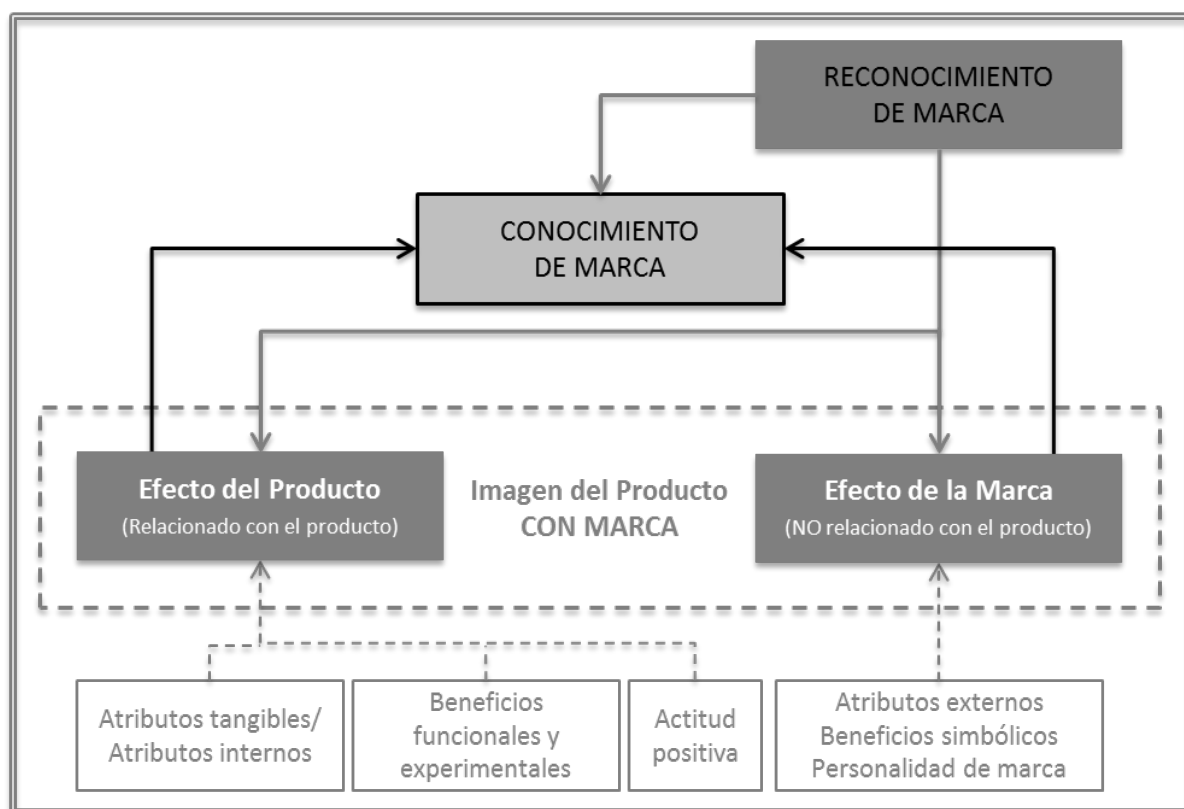 RECONOCIMIENTO
DE MARCA
CONOCIMIENTO
DE MARCA
Efecto del Producto
(Relacionado con el producto)
Imagen del Producto
CON MARCA
Efecto de la Marca
(NO relacionado con el producto)
Atributos tangibles/
Atributos internos
Beneficios
funcionales y
experimentales
Actitud
positiva
Atributos externos
Beneficios simbólicos
Personalidad de marca